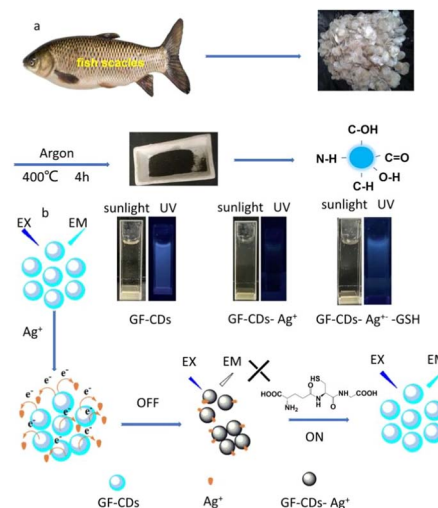 a
fish scacles
Argon
400℃ 4h
C-OH
N-H
C=O
O-H
C-H
b
EX
EM
sunlight UV
sunlight UV
sunlight UV
GF-CDs
GF-CDs- Ag⁺
GF-CDs- Ag⁺- -GSH
Ag⁺
e⁻ e⁻
e⁻ e⁻
e⁻ e⁻
e⁻
OFF
EX
EM
HS
HOOC
NH₂
O
N
H
O
H
N
COOH
ON
EX
EM
GF-CDs
Ag⁺
GF-CDs- Ag⁺